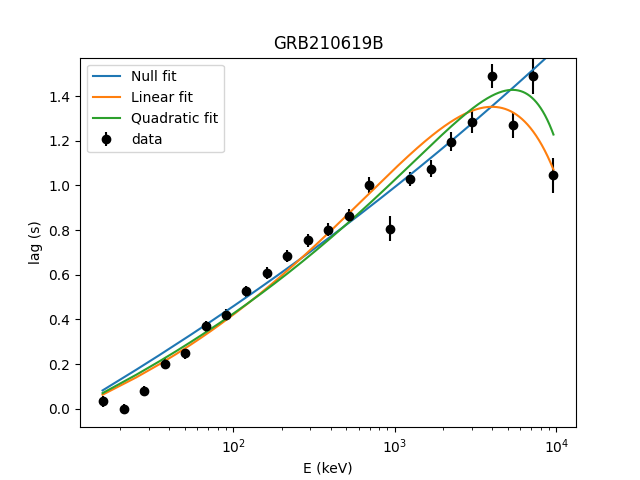 GRB210619B
Null fit
Linear fit
Quadratic fit
data
lag (s)
1.4
1.2
1.0
0.8
0.6
0.4
0.2
0.0
10² 10³ 10⁴
E (keV)